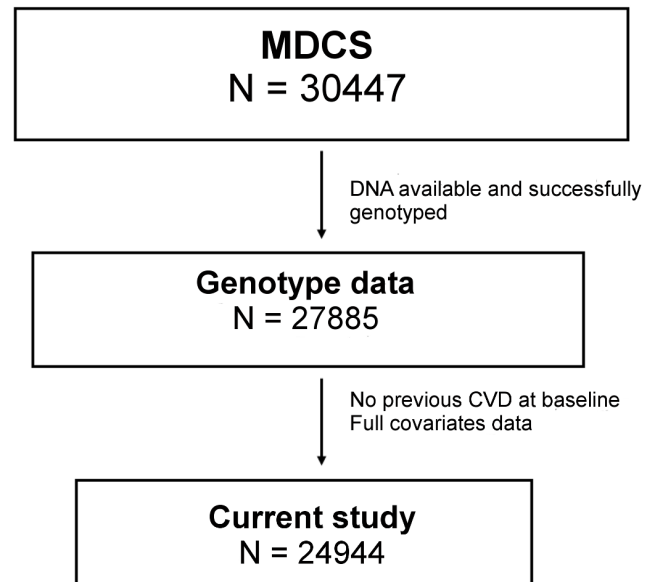 MDCS
N = 30447
DNA available and successfully
genotyped
Genotype data
N = 27885
No previous CVD at baseline
Full covariates data
Current study
N = 24944